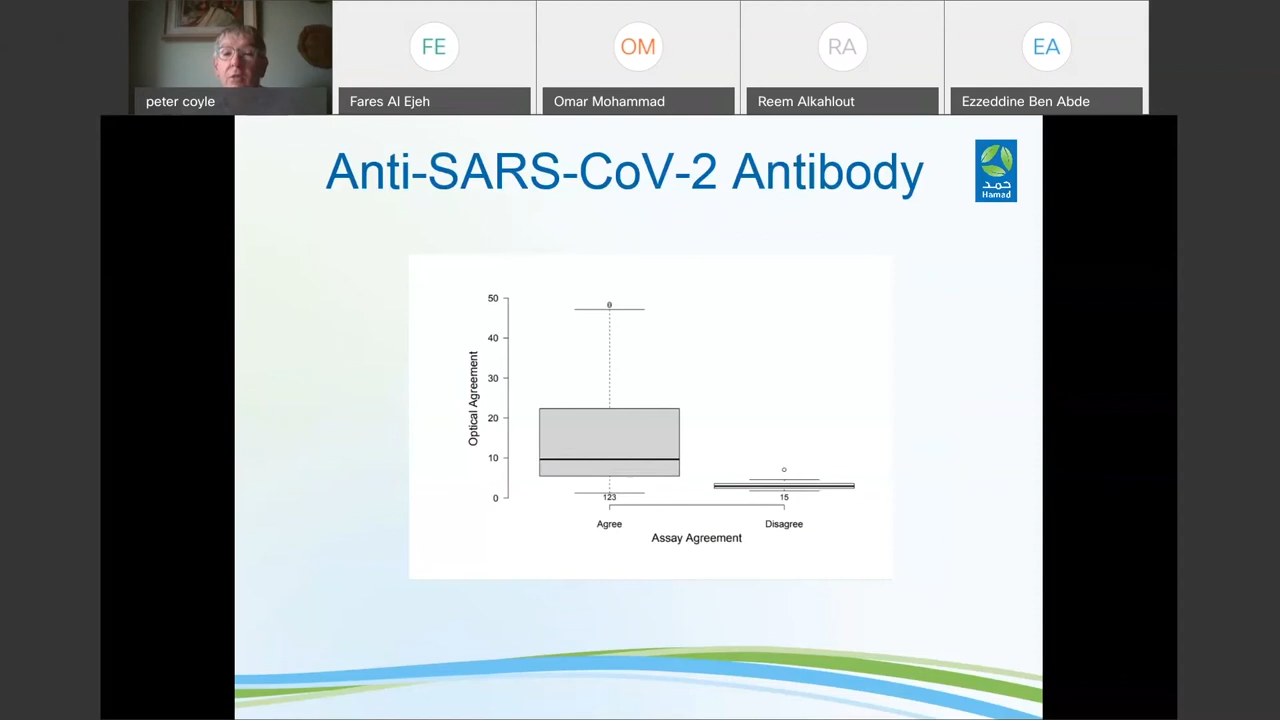 FE
OM
RA
EA
peter coyle
Fares Al Ejeh
Omar Mohammad
Reem Alkahlout
Ezzeddine Ben Abde
Anti-SARS-CoV-2 Antibody
حمد
Hamad
50
40
30
20
10
0
Optical Agreement
123
15
Agree
Disagree
Assay Agreement